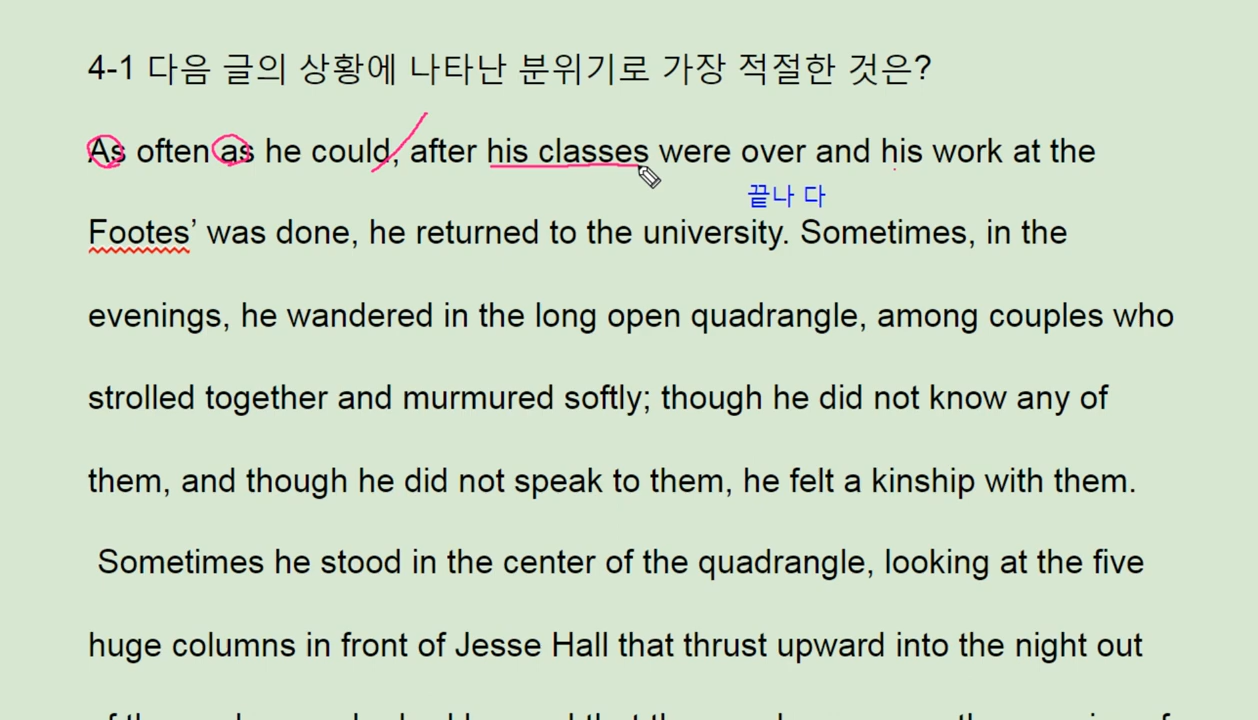 4-1 다음 글의 상황에 나타난 분위기로 가장 적절한 것은?
As often as he could, after his classes were over and his work at the
끝나 다
Footes’ was done, he returned to the university. Sometimes, in the
evenings, he wandered in the long open quadrangle, among couples who
strolled together and murmured softly; though he did not know any of
them, and though he did not speak to them, he felt a kinship with them.
Sometimes he stood in the center of the quadrangle, looking at the five
huge columns in front of Jesse Hall that thrust upward into the night out